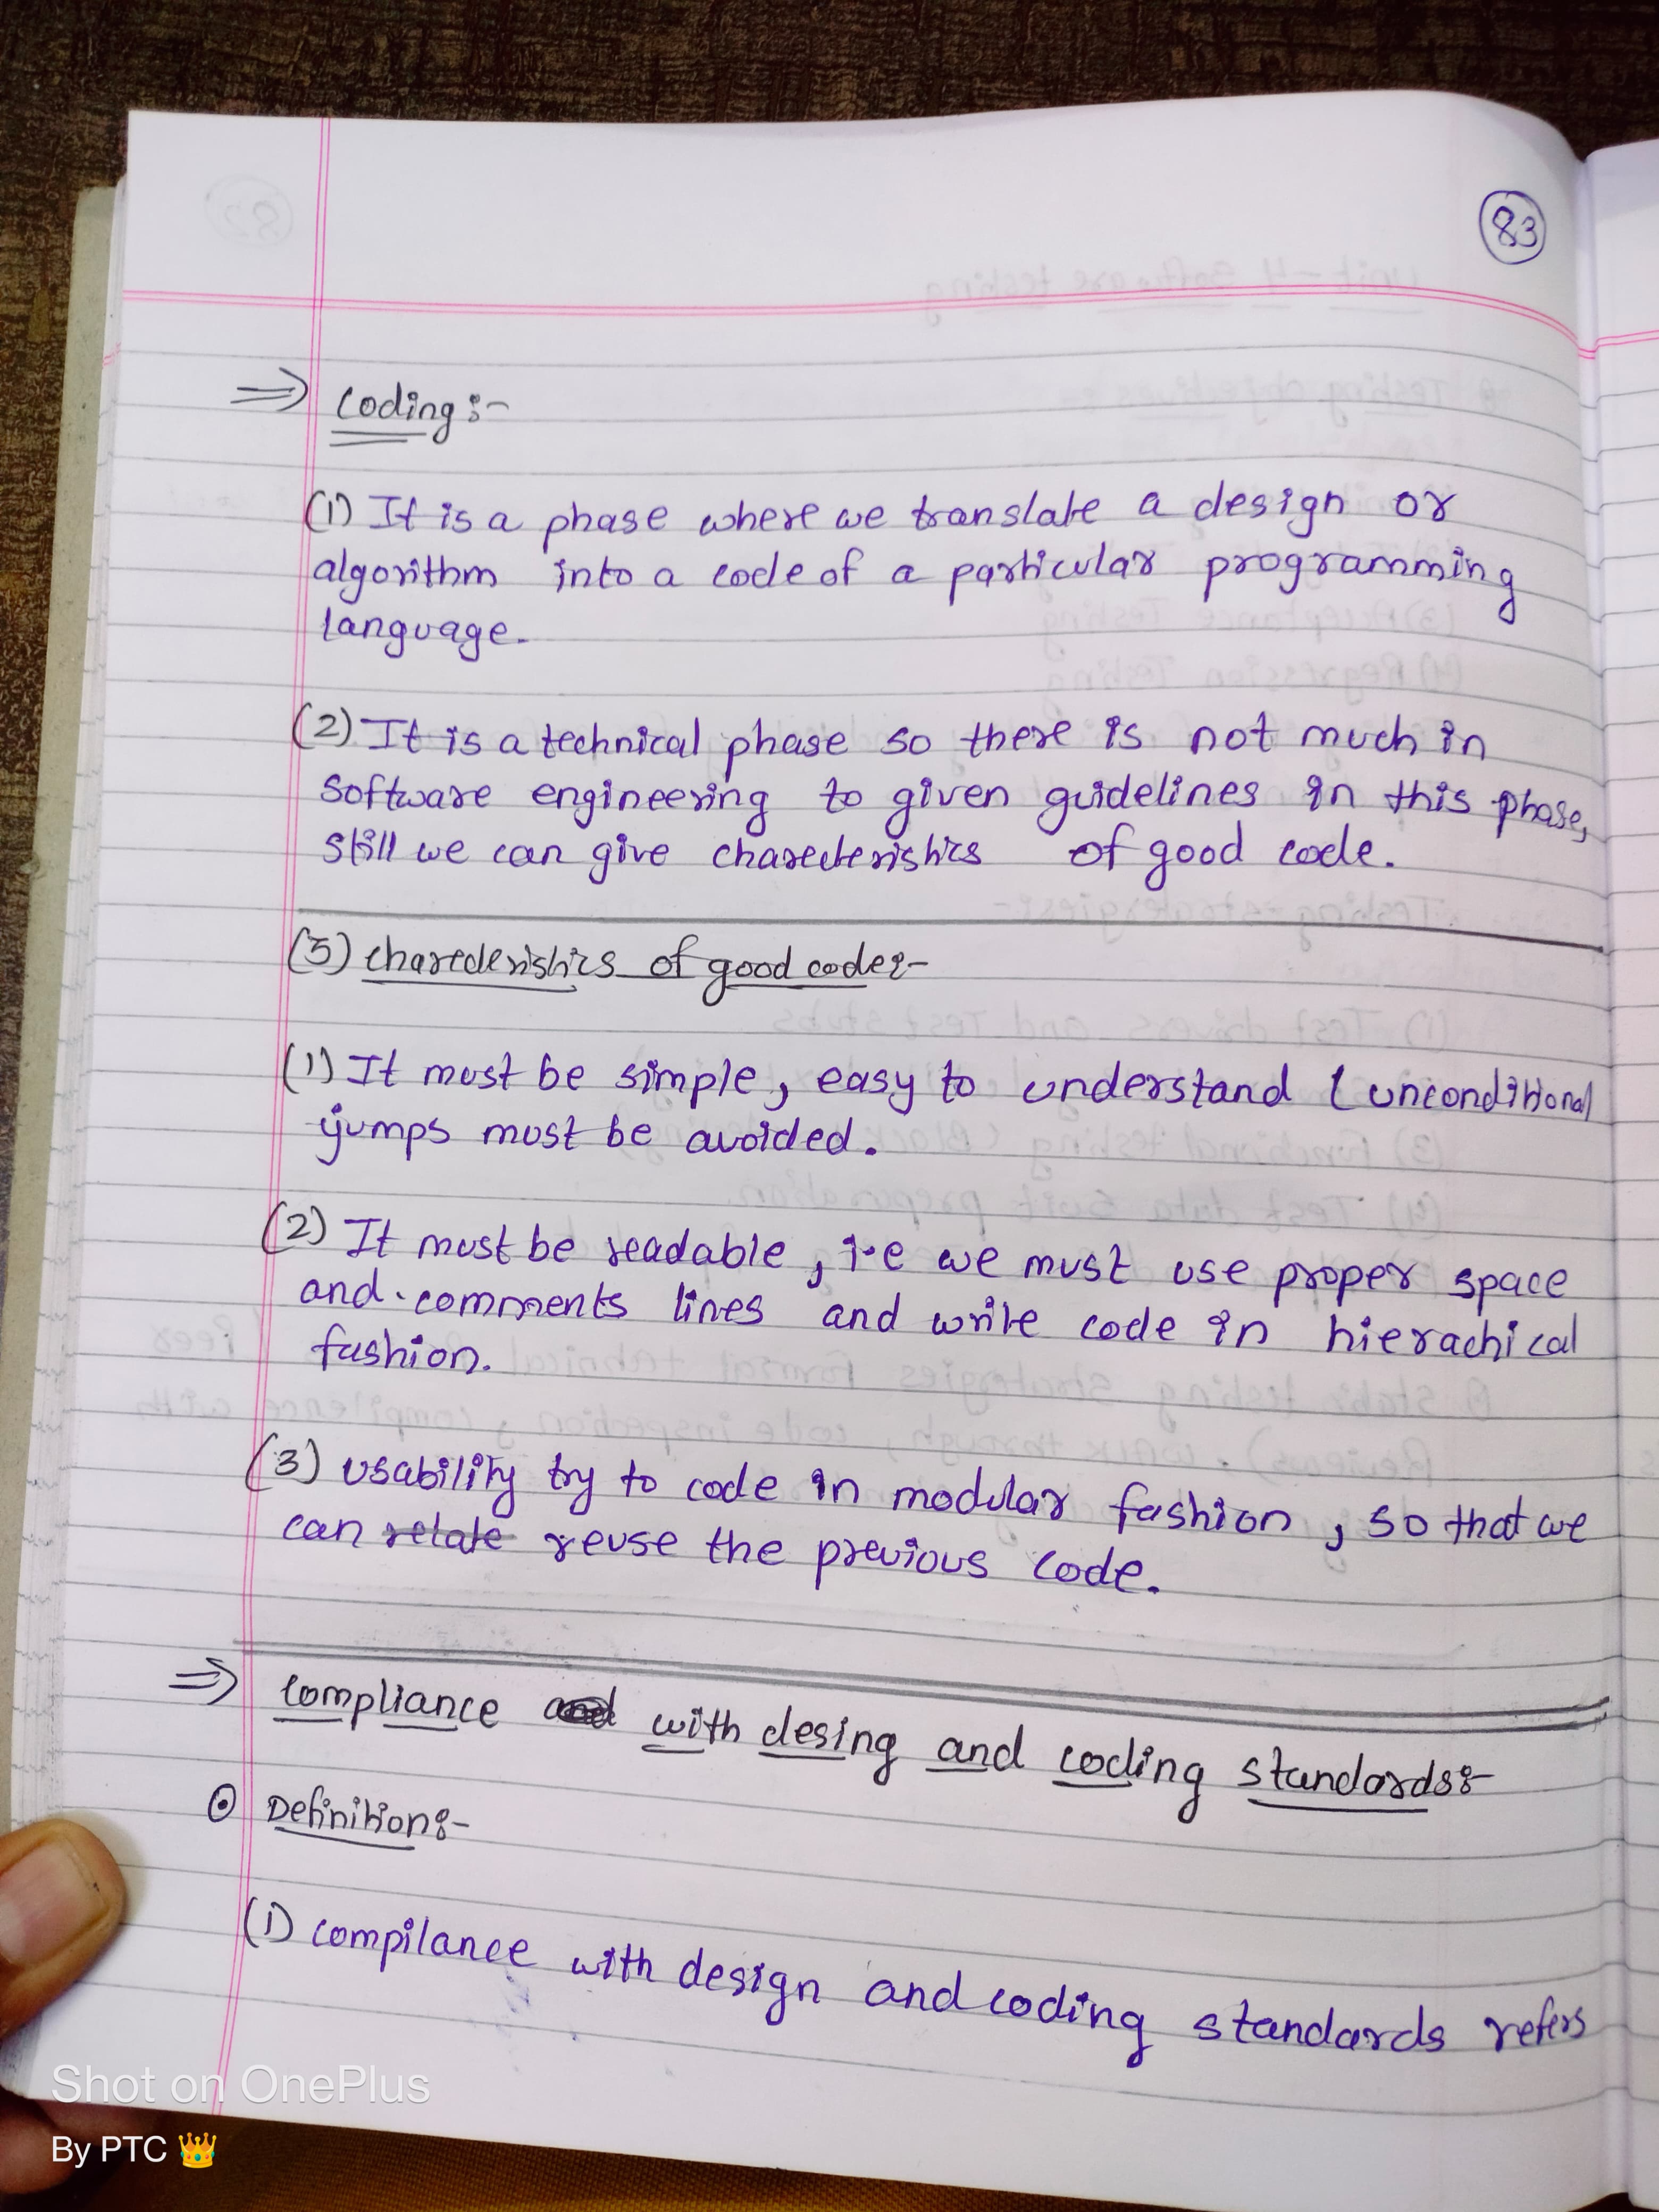 83
⇒ Coding :-
(1) It is a phase where we translate a design or
algorithm into a code of a particular programming
language.
(2) It is a technical phase so there is not much in
software engineering to given guidelines in this phase,
still we can give charecteristics of good code.
(3) charecteristics of good code:-
(1) It must be simple, easy to understand (unconditional
jumps must be avoided.
(2) It must be readable, i.e we must use proper space
and comments lines and write code in hierachical
fashion.
(3) usability try to code in modular fashion, so that we
can relate reuse the previous code.
⇒ Compliance and with desing and coding standards:-
⊙ Definition:-
(1) compilance with design and coding standards refers
Shot on OnePlus
By PTC 👑